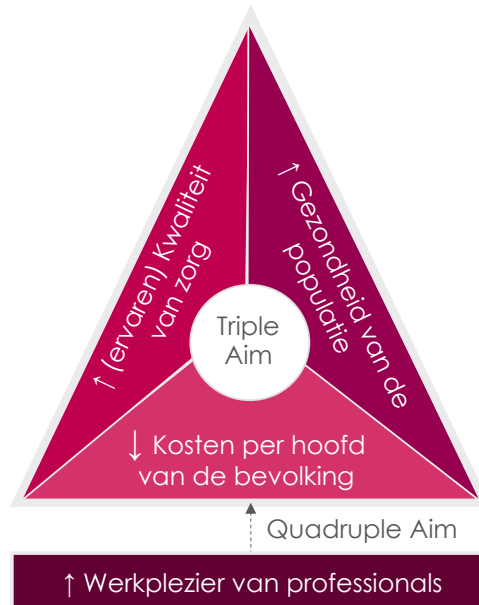 ↑ (ervaren) Kwaliteit
van zorg
↑ Gezondheid van de
populatie
Triple
Aim
↓ Kosten per hoofd
van de bevolking
Quadruple Aim
↑ Werkplezier van professionals